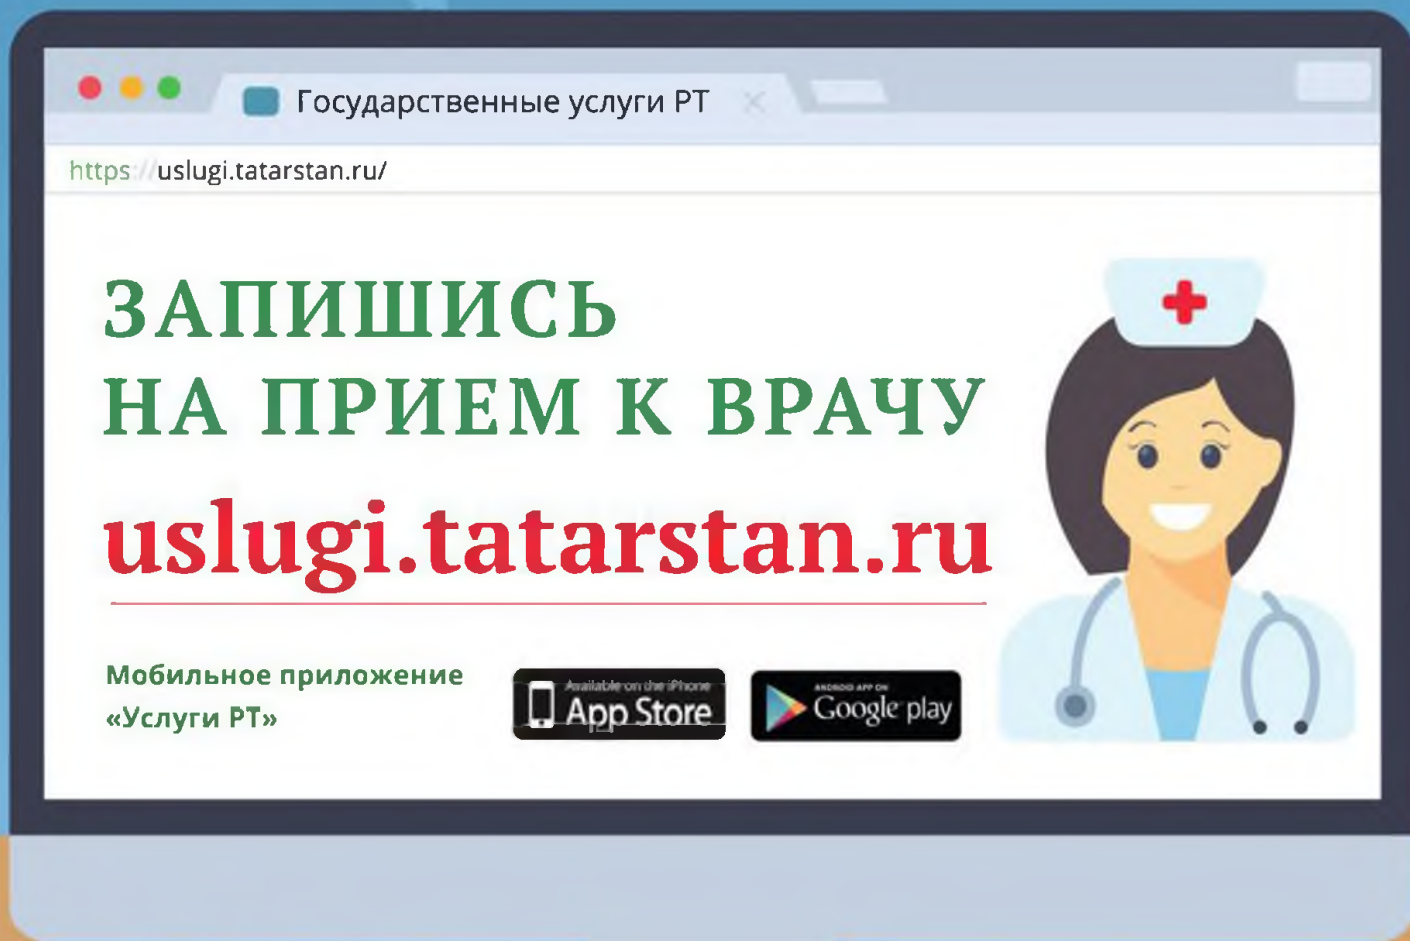 Государственные услуги РТ
https://uslugi.tatarstan.ru/
ЗАПИШИСЬ
НА ПРИЕМ К ВРАЧУ
uslugi.tatarstan.ru
Мобильное приложение
«Услуги РТ»
Available on the iPhone
App Store
ANDROID APP ON
Google play